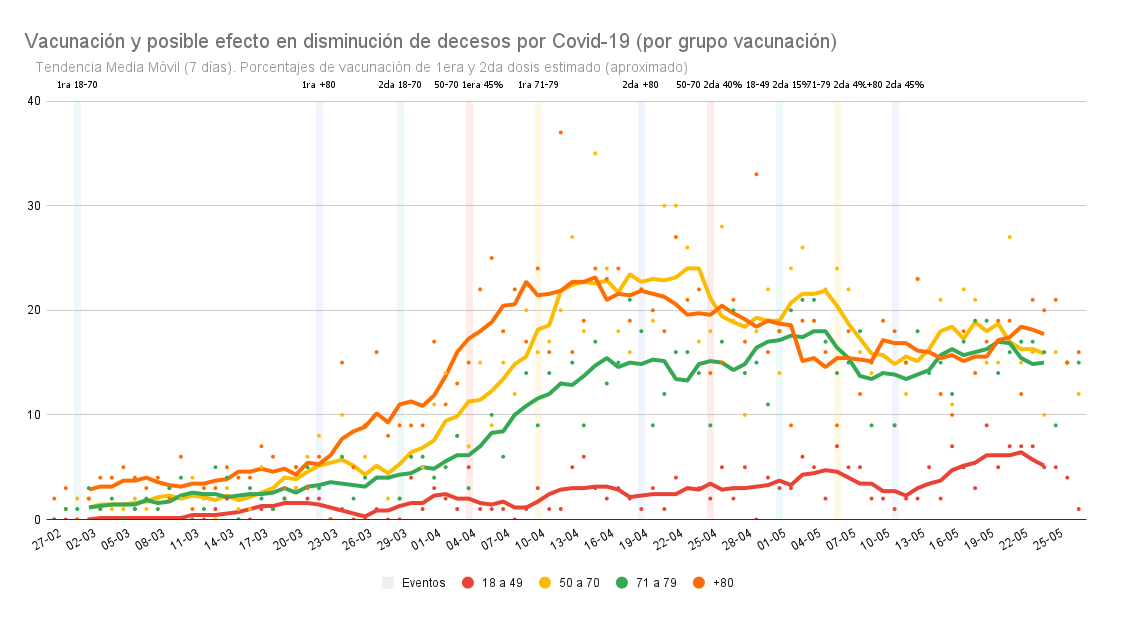 Vacunación y posible efecto en disminución de decesos por Covid-19 (por grupo vacunación)
Tendencia Media Móvil (7 días). Porcentajes de vacunación de 1era y 2da dosis estimado (aproximado)
1ra 18-70 1ra +80 2da 18-70 50-70 1era 45% 1ra 71-79 2da +80 50-70 2da 40% 18-49 2da 15%71-79 2da 4%+80 2da 45%
40
30
20
10
0
27-02 02-03 05-03 08-03 11-03 14-03 17-03 20-03 23-03 26-03 29-03 01-04 04-04 07-04 10-04 13-04 16-04 19-04 22-04 25-04 28-04 01-05 04-05 07-05 10-05 13-05 16-05 19-05 22-05 25-05
Eventos 18 a 49 50 a 70 71 a 79 +80